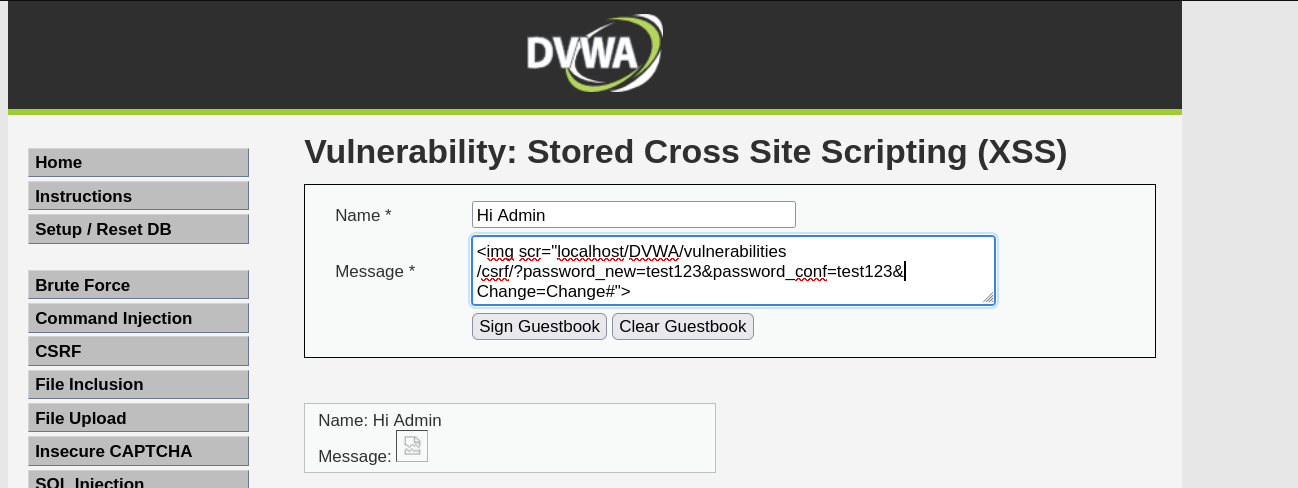 DVWA
Vulnerability: Stored Cross Site Scripting (XSS)
Home
Instructions
Setup / Reset DB
Brute Force
Command Injection
CSRF
File Inclusion
File Upload
Insecure CAPTCHA
SQL Injection
Name *
Hi Admin
Message *
<img scr="localhost/DVWA/vulnerabilities
/csrf/?password_new=test123&password_conf=test123&
Change=Change#">
Sign Guestbook
Clear Guestbook
Name: Hi Admin
Message: